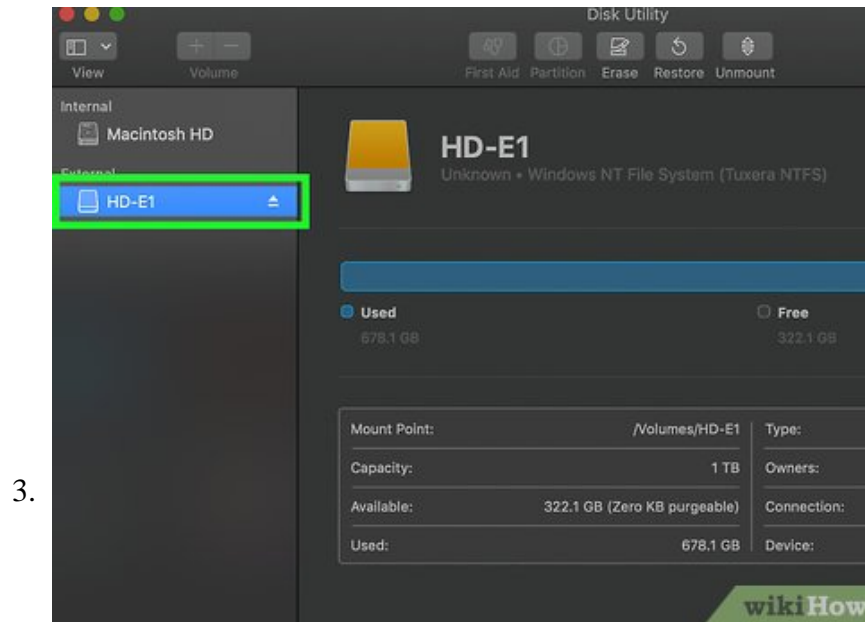 Disk Utility
View Volume First Aid Partition Erase Restore Unmount
Internal
Macintosh HD
External
HD-E1
HD-E1
Unknown • Windows NT File System (Tuxera NTFS)
Used Free
678.1 GB 322.1 GB
Mount Point: /Volumes/HD-E1 Type:
Capacity: 1 TB Owners:
Available: 322.1 GB (Zero KB purgeable) Connection:
Used: 678.1 GB Device:
3.
wikiHow